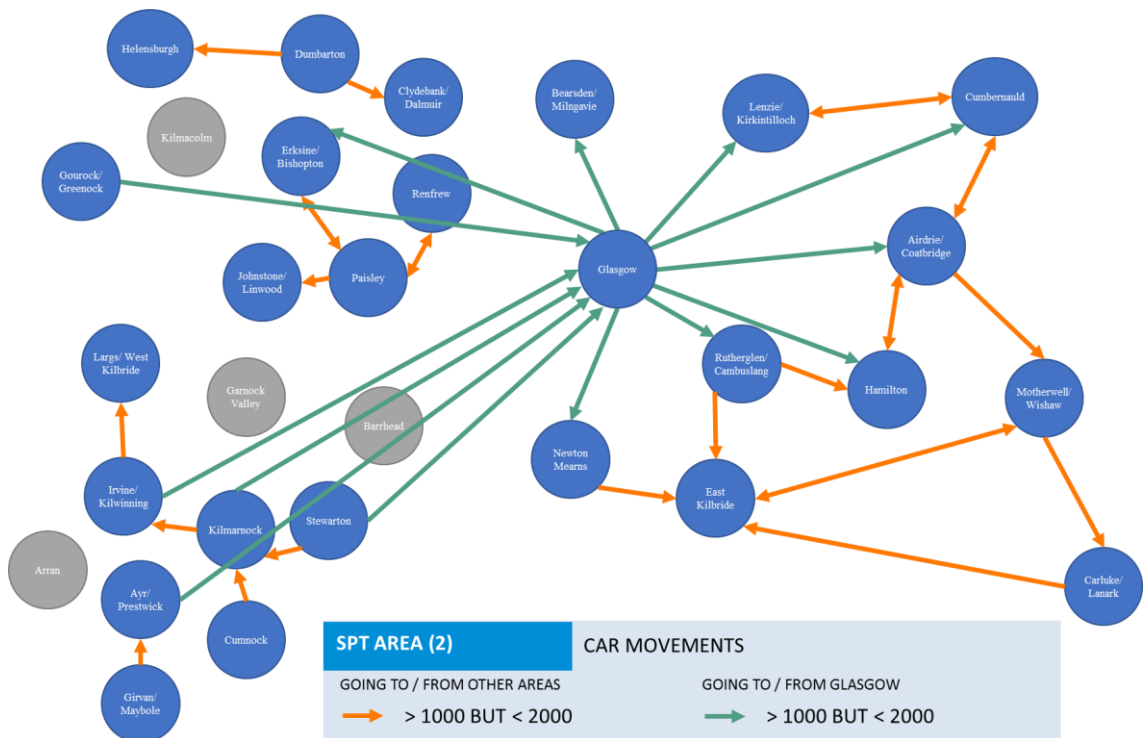 Helensburgh
Dumbarton
Clydebank/
Dalmuir
Bearsden/
Milngavie
Lenzie/
Kirkintilloch
Cumbernauld
Kilmacolm
Erksine/
Bishopton
Gourock/
Greenock
Renfrew
Airdrie/
Coatbridge
Johnstone/
Linwood
Paisley
Glasgow
Largs/ West
Kilbride
Garnock
Valley
Barrhead
Rutherglen/
Cambuslang
Hamilton
Motherwell/
Wishaw
Newton
Mearns
East
Kilbride
Irvine/
Kilwinning
Kilmarnock
Stewarton
Arran
Ayr/
Prestwick
Cumnock
Carluke/
Lanark
Girvan/
Maybole
SPT AREA (2)
CAR MOVEMENTS
GOING TO / FROM OTHER AREAS
GOING TO / FROM GLASGOW
> 1000 BUT < 2000
> 1000 BUT < 2000